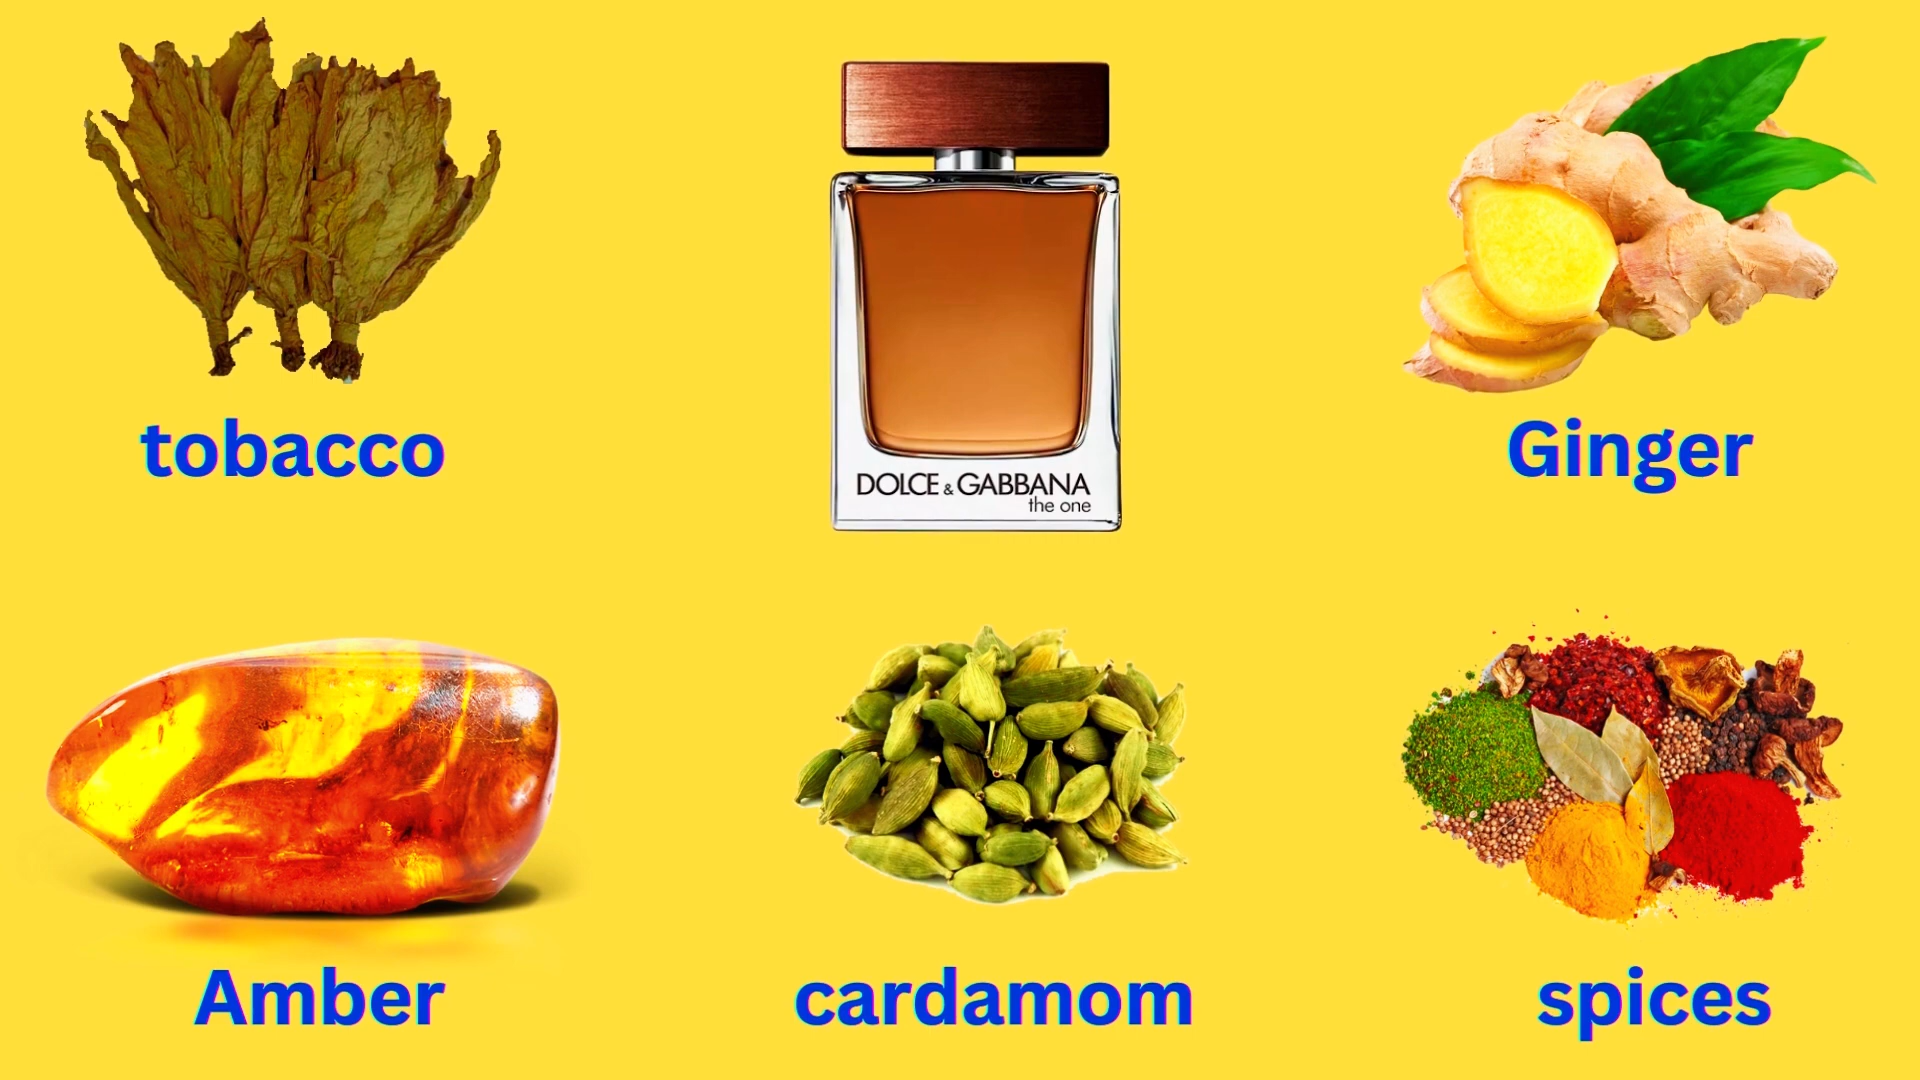 tobacco
DOLCE & GABBANA
the one
Ginger
Amber
cardamom
spices